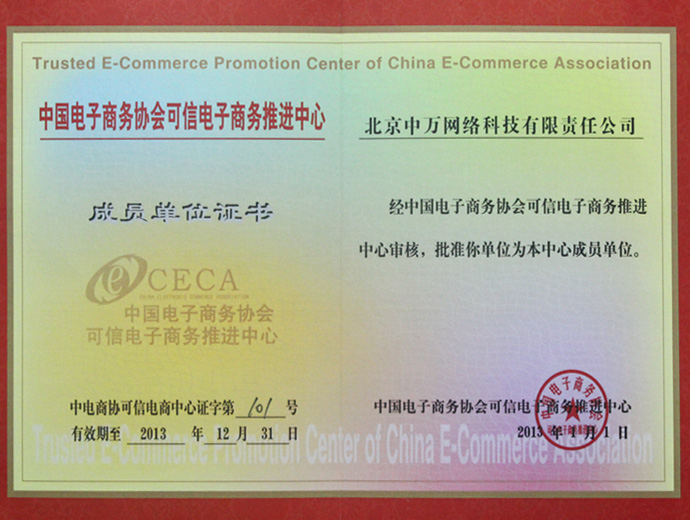 Trusted E-Commerce Promotion Center of China E-Commerce Association
中国电子商务协会可信电子商务推进中心
成员单位证书
CECA
CHINA ELECTRONIC COMMERCE ASSOCIATION
中国电子商务协会
可信电子商务推进中心
中电商协可信电商中心证字第 101 号
有效期至 2013 年 12 月 31 日
北京中万网络科技有限责任公司
经中国电子商务协会可信电子商务推进
中心审核，批准你单位为本中心成员单位。
中国电子商务协会可信电子商务推进中心
2013 年 1 月 1 日
Trusted E-Commerce Promotion Center of China E-Commerce Association